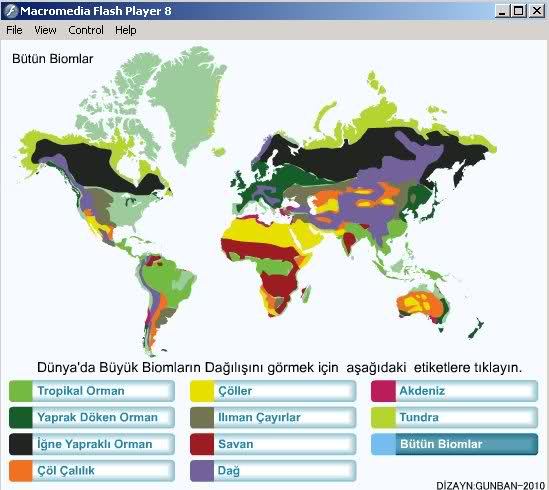 Macromedia Flash Player 8
File View Control Help
Bütün Biomlar
Dünya'da Büyük Biomların Dağılışını görmek için aşağıdaki etiketlere tıklayın.
Tropikal Orman
Çöller
Akdeniz
Yaprak Döken Orman
Ilıman Çayırlar
Tundra
İğne Yapraklı Orman
Savan
Bütün Biomlar
Çöl Çalılık
Dağ
DİZAYN:GUNBAN-2010